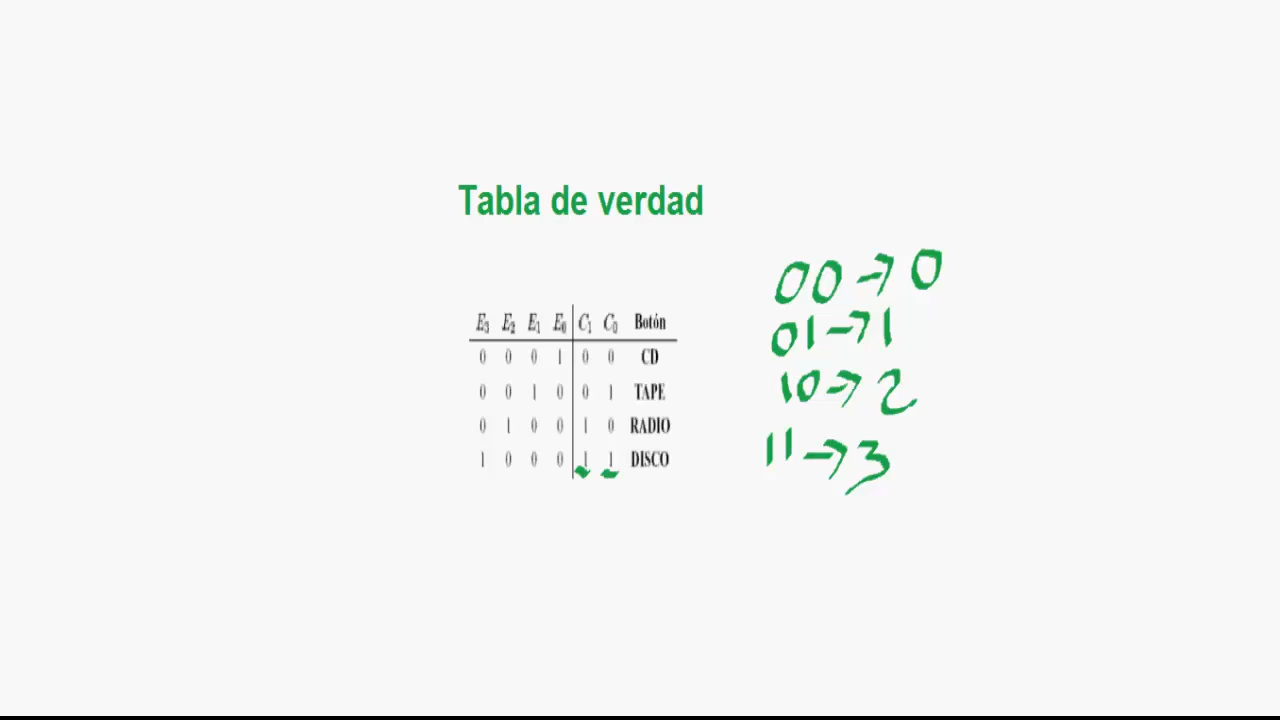 Tabla de verdad
E3 E2 E1 E0 C1 C0 Botón
0 0 0 1 0 0 CD
0 0 1 0 0 1 TAPE
0 1 0 0 1 0 RADIO
1 0 0 0 1 1 DISCO
00→0
01→1
10→2
11→3